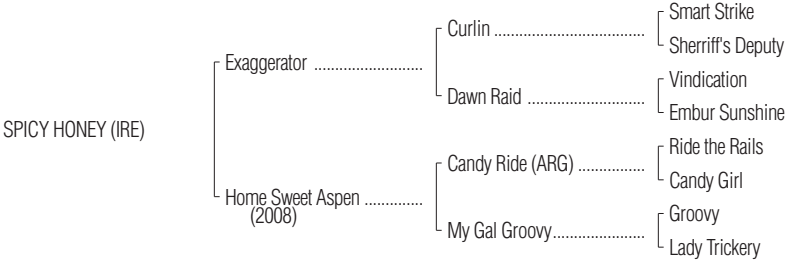 Smart Strike
Curlin ....................................
Sherriff's Deputy
Exaggerator ..........................
Vindication
Dawn Raid ............................
Embur Sunshine
SPICY HONEY (IRE)
Ride the Rails
Candy Ride (ARG) ................
Candy Girl
Home Sweet Aspen ..............
(2008)
Groovy
My Gal Groovy......................
Lady Trickery